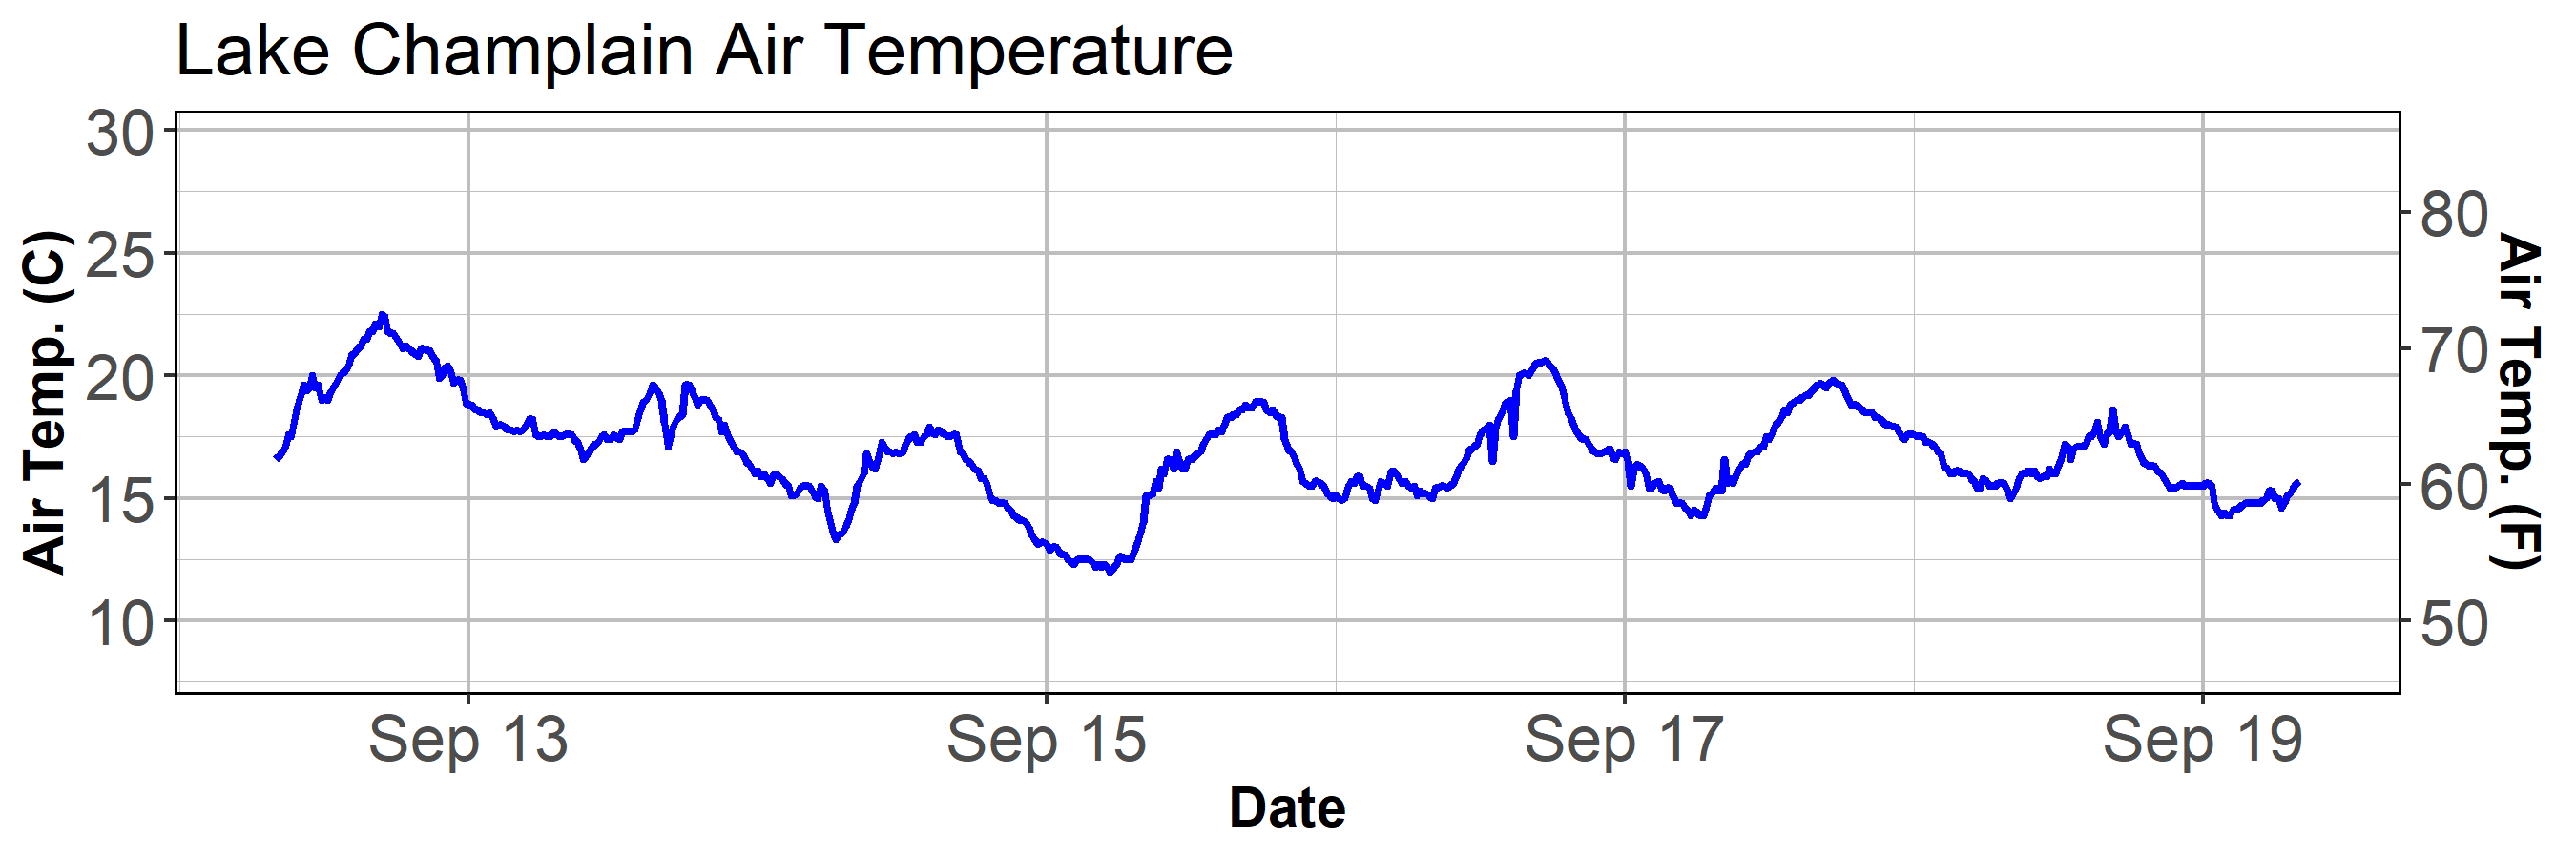 Lake Champlain Air Temperature
Air Temp. (C)
30
25
20
15
10
80
70
60
50
Air Temp. (F)
Sep 13
Sep 15
Sep 17
Sep 19
Date